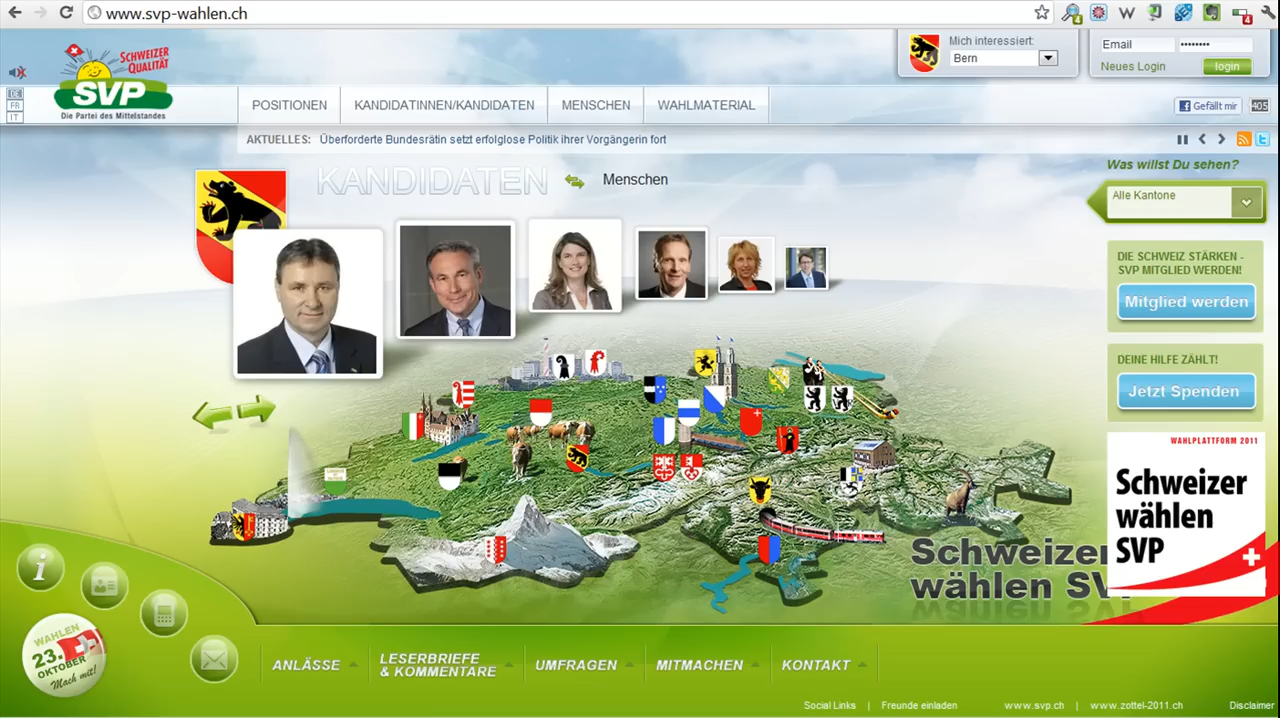 www.svp-wahlen.ch
4
4
SCHWEIZER
QUALITÄT
SVP
Die Partei des Mittelstandes
DE
FR
IT
Mich interessiert:
Bern
Email
Neues Login
login
POSITIONEN
KANDIDATINNEN/KANDIDATEN
MENSCHEN
WAHLMATERIAL
Gefällt mir
405
AKTUELLES: Überforderte Bundesrätin setzt erfolglose Politik ihrer Vorgängerin fort
KANDIDATEN
Menschen
Was willst Du sehen?
Alle Kantone
DIE SCHWEIZ STÄRKEN -
SVP MITGLIED WERDEN!
Mitglied werden
DEINE HILFE ZÄHLT!
Jetzt Spenden
WAHLPLATTFORM 2011
Schweizer
wählen
SVP
Schweizer
wählen SV
WAHLEN
23.
OKTOBER
Mach mit!
ANLÄSSE
LESERBRIEFE
& KOMMENTARE
UMFRAGEN
MITMACHEN
KONTAKT
Social Links | Freunde einladen
www.svp.ch | www.zottel-2011.ch
Disclaimer